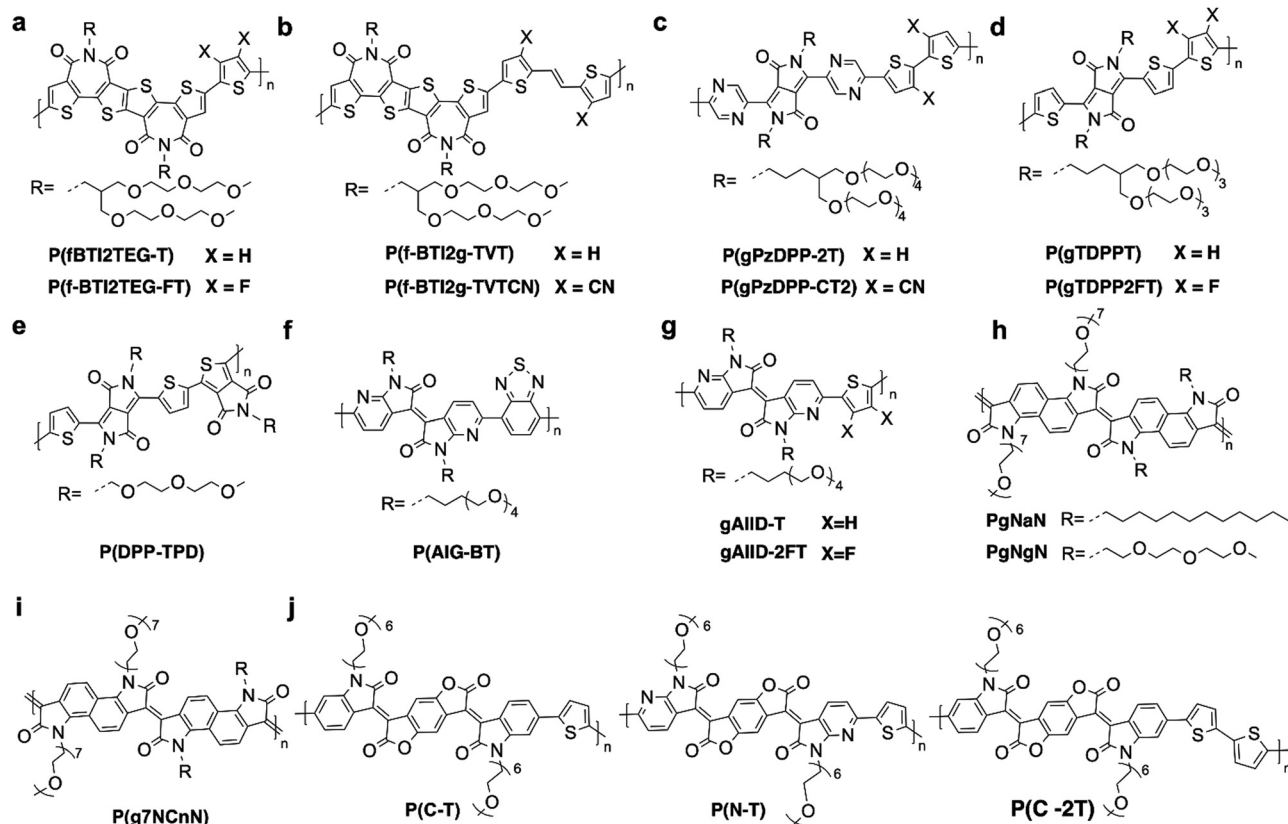 a
b
c
d
R=
R=
R=
R=
P(fBTI2TEG-T) X = H
P(f-BTI2TEG-FT) X = F
P(f-BTI2g-TVT) X = H
P(f-BTI2g-TVTCN) X = CN
P(gPzDPP-2T) X = H
P(gPzDPP-CT2) X = CN
P(gTDPPT) X = H
P(gTDPP2FT) X = F
e
f
g
h
R=
P(DPP-TPD)
R=
P(AIG-BT)
R=
gAIID-T X=H
gAIID-2FT X=F
PgNaN R=
PgNgN R=
i
j
P(g7NCnN)
P(C-T)
P(N-T)
P(C -2T)